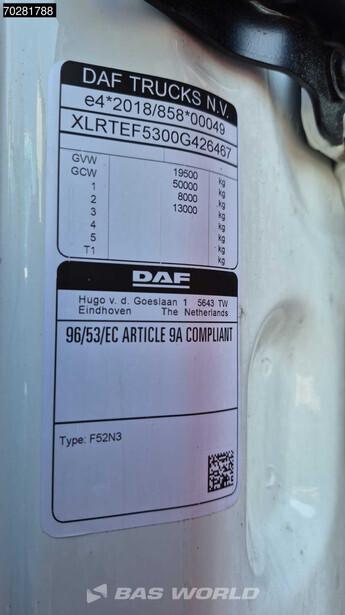 70281788
DAF TRUCKS N.V.
e4*2018/858*00049
XLRTEF5300G426467
GVW 19500 kg
GCW 50000 kg
1 8000 kg
2 13000 kg
3 kg
4 kg
5 kg
T1 kg
DAF
Hugo v. d. Goeslaan 1 5643 TW
Eindhoven The Netherlands
96/53/EC ARTICLE 9A COMPLIANT
Type: F52N3
BAS WORLD